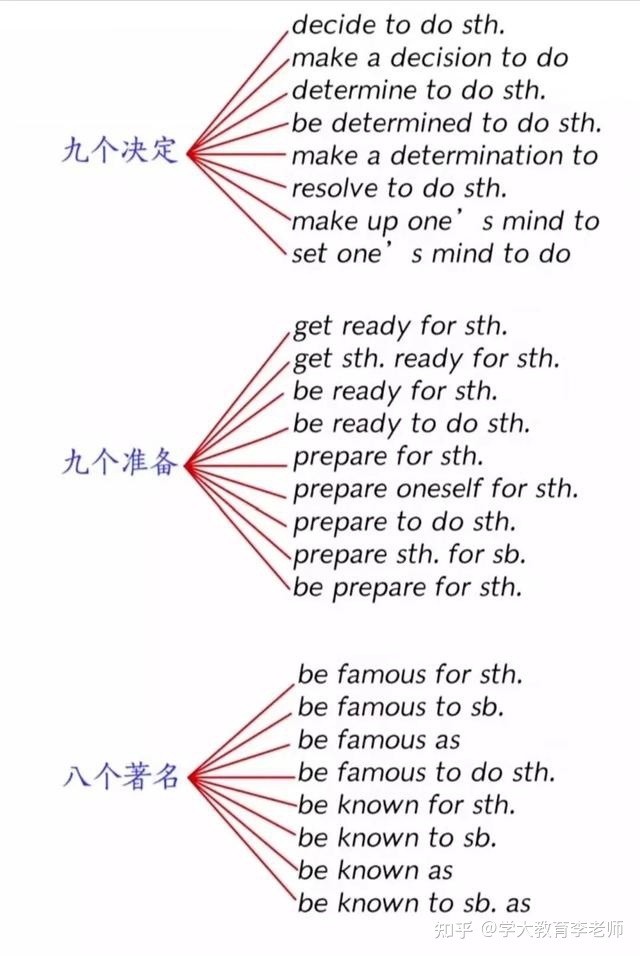 九个决定
decide to do sth.
make a decision to do
determine to do sth.
be determined to do sth.
make a determination to
resolve to do sth.
make up one’s mind to
set one’s mind to do
九个准备
get ready for sth.
get sth. ready for sth.
be ready for sth.
be ready to do sth.
prepare for sth.
prepare oneself for sth.
prepare to do sth.
prepare sth. for sb.
be prepare for sth.
八个著名
be famous for sth.
be famous to sb.
be famous as
be famous to do sth.
be known for sth.
be known to sb.
be known as
be known to sb. as
知乎 @学大教育李老师